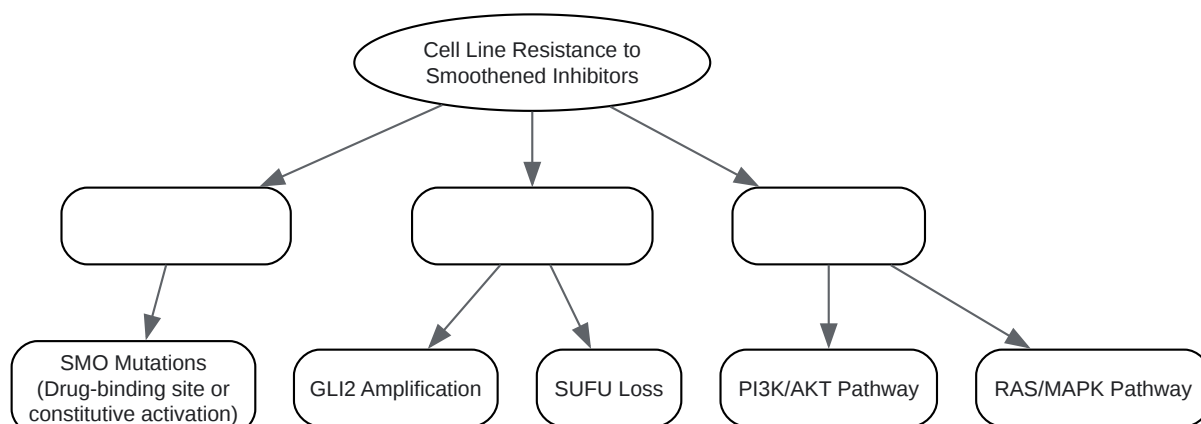 Cell Line Resistance to
Smoothened Inhibitors
SMO Mutations
(Drug-binding site or
constitutive activation)
GLI2 Amplification
SUFU Loss
PI3K/AKT Pathway
RAS/MAPK Pathway